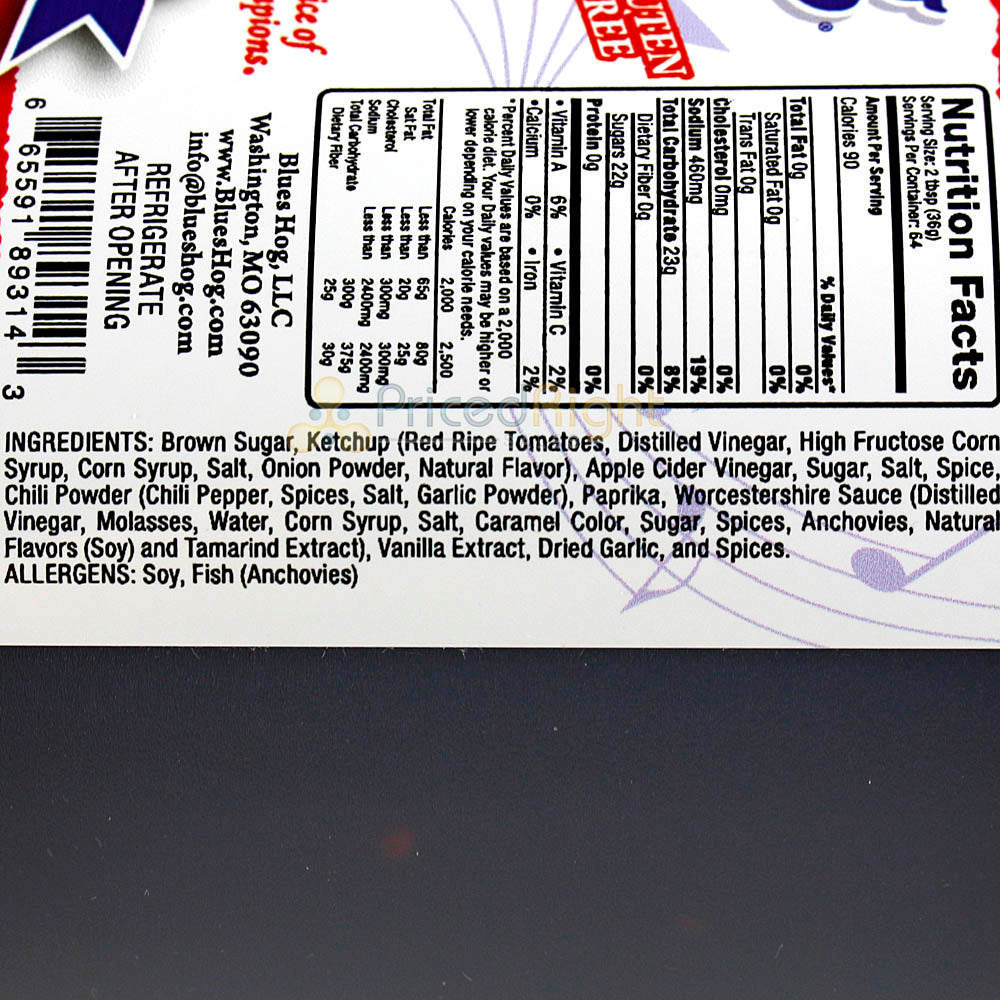 ice of
pions.
UTEN
REE
®
Nutrition Facts
Serving Size: 2 tbsp (36g)
Servings Per Container: 64
Amount Per Serving
Calories 90
% Daily Values*
Total Fat 0g 0%
Saturated Fat 0g 0%
Trans Fat 0g
Cholesterol 0mg 0%
Sodium 460mg 19%
Total Carbohydrate 23g 8%
Dietary Fiber 0g 0%
Sugars 22g
Protein 0g 0%
• Vitamin A 6% • Vitamin C 2%
• Calcium 0% • Iron 2%
*Percent Daily Values are based on a 2,000
calorie diet. Your Daily values may be higher or
lower depending on your calorie needs.
Calories 2,000 2,500
Total Fat Less than 65g 80g
Sat Fat Less than 20g 25g
Cholesterol Less than 300mg 300mg
Sodium Less than 2400mg 2400mg
Total Carbohydrate 300g 375g
Dietary Fiber 25g 30g
Blues Hog, LLC
Washington, MO 63090
www.BluesHog.com
info@blueshog.com
REFRIGERATE
AFTER OPENING
6 65591 89314 3
PricedRight
INGREDIENTS: Brown Sugar, Ketchup (Red Ripe Tomatoes, Distilled Vinegar, High Fructose Corn
Syrup, Corn Syrup, Salt, Onion Powder, Natural Flavor), Apple Cider Vinegar, Sugar, Salt, Spice,
Chili Powder (Chili Pepper, Spices, Salt, Garlic Powder), Paprika, Worcestershire Sauce (Distilled
Vinegar, Molasses, Water, Corn Syrup, Salt, Caramel Color, Sugar, Spices, Anchovies, Natural
Flavors (Soy) and Tamarind Extract), Vanilla Extract, Dried Garlic, and Spices.
ALLERGENS: Soy, Fish (Anchovies)